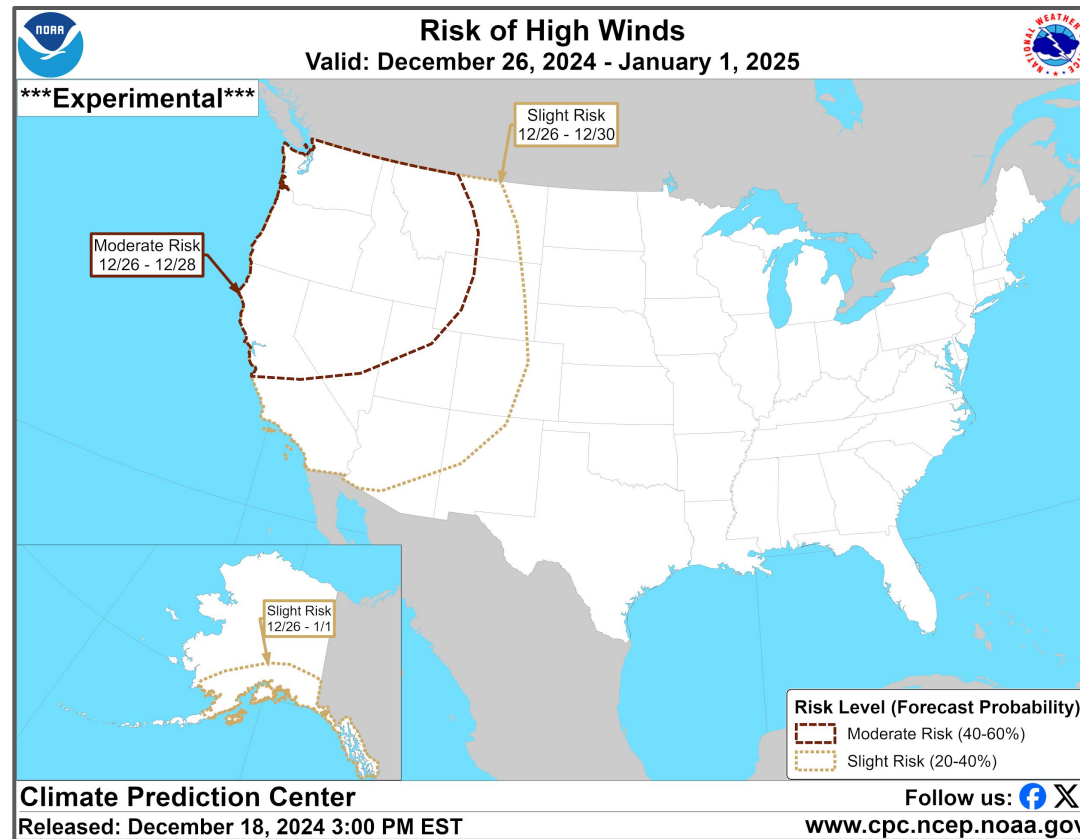 NOAA
Risk of High Winds
Valid: December 26, 2024 - January 1, 2025
NATIONAL WEATHER
***Experimental***
Slight Risk
12/26 - 12/30
Moderate Risk
12/26 - 12/28
Slight Risk
12/26 - 1/1
Risk Level (Forecast Probability)
Moderate Risk (40-60%)
Slight Risk (20-40%)
Climate Prediction Center
Follow us:
Released: December 18, 2024 3:00 PM EST
www.cpc.ncep.noaa.gov